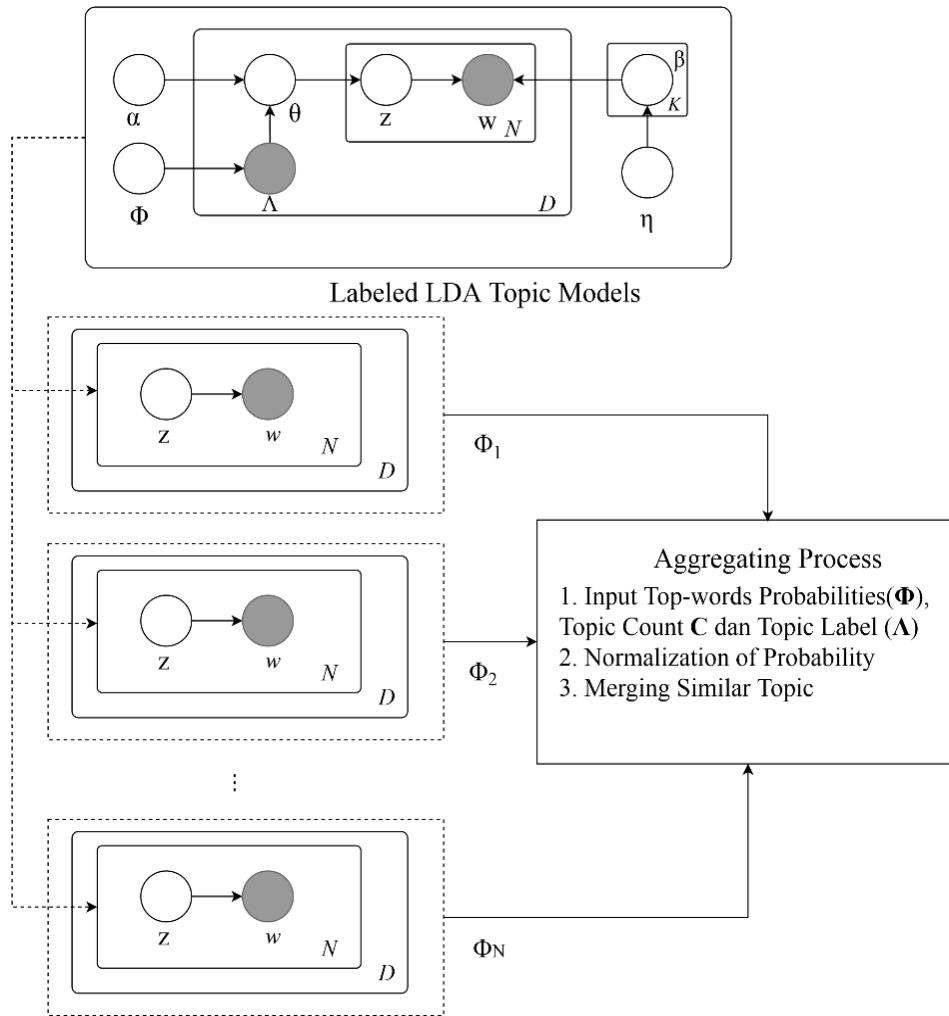 α
θ
z
w
N
β
K
Φ
Λ
D
η
Labeled LDA Topic Models
z
w
N
D
Φ1
z
w
N
D
Φ2
⋮
z
w
N
D
ΦN
Aggregating Process
1. Input Top-words Probabilities(Φ),
Topic Count C dan Topic Label (Λ)
2. Normalization of Probability
3. Merging Similar Topic